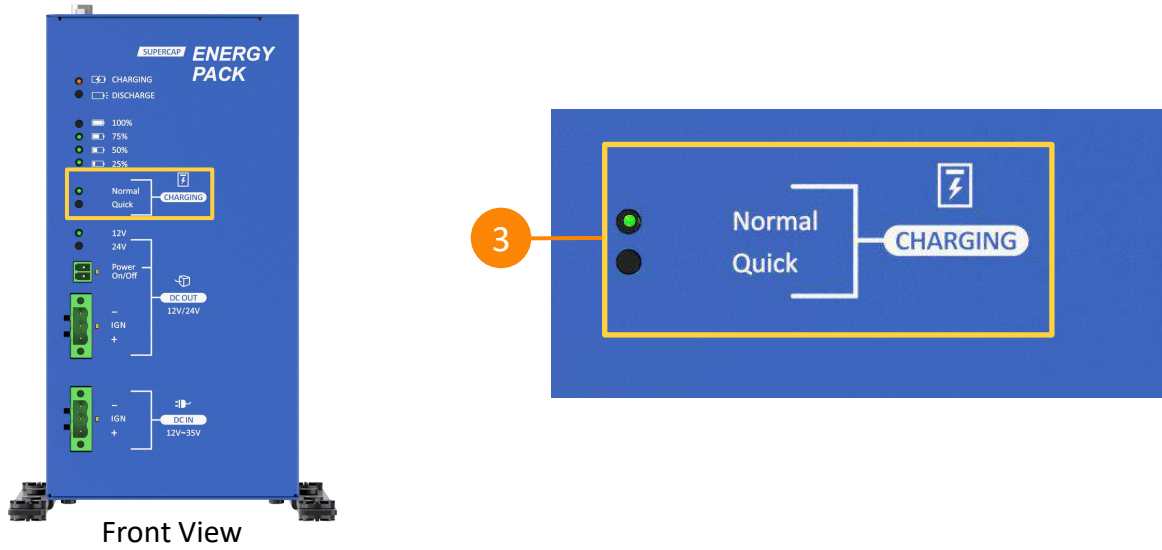 SUPERCAP ENERGY
PACK
CHARGING
DISCHARGE
100%
75%
50%
25%
Normal
Quick
CHARGING
12V
24V
Power
On/Off
DC OUT
12V/24V
–
IGN
+
–
IGN
+
DC IN
12V~35V
Front View
3
Normal
Quick
CHARGING